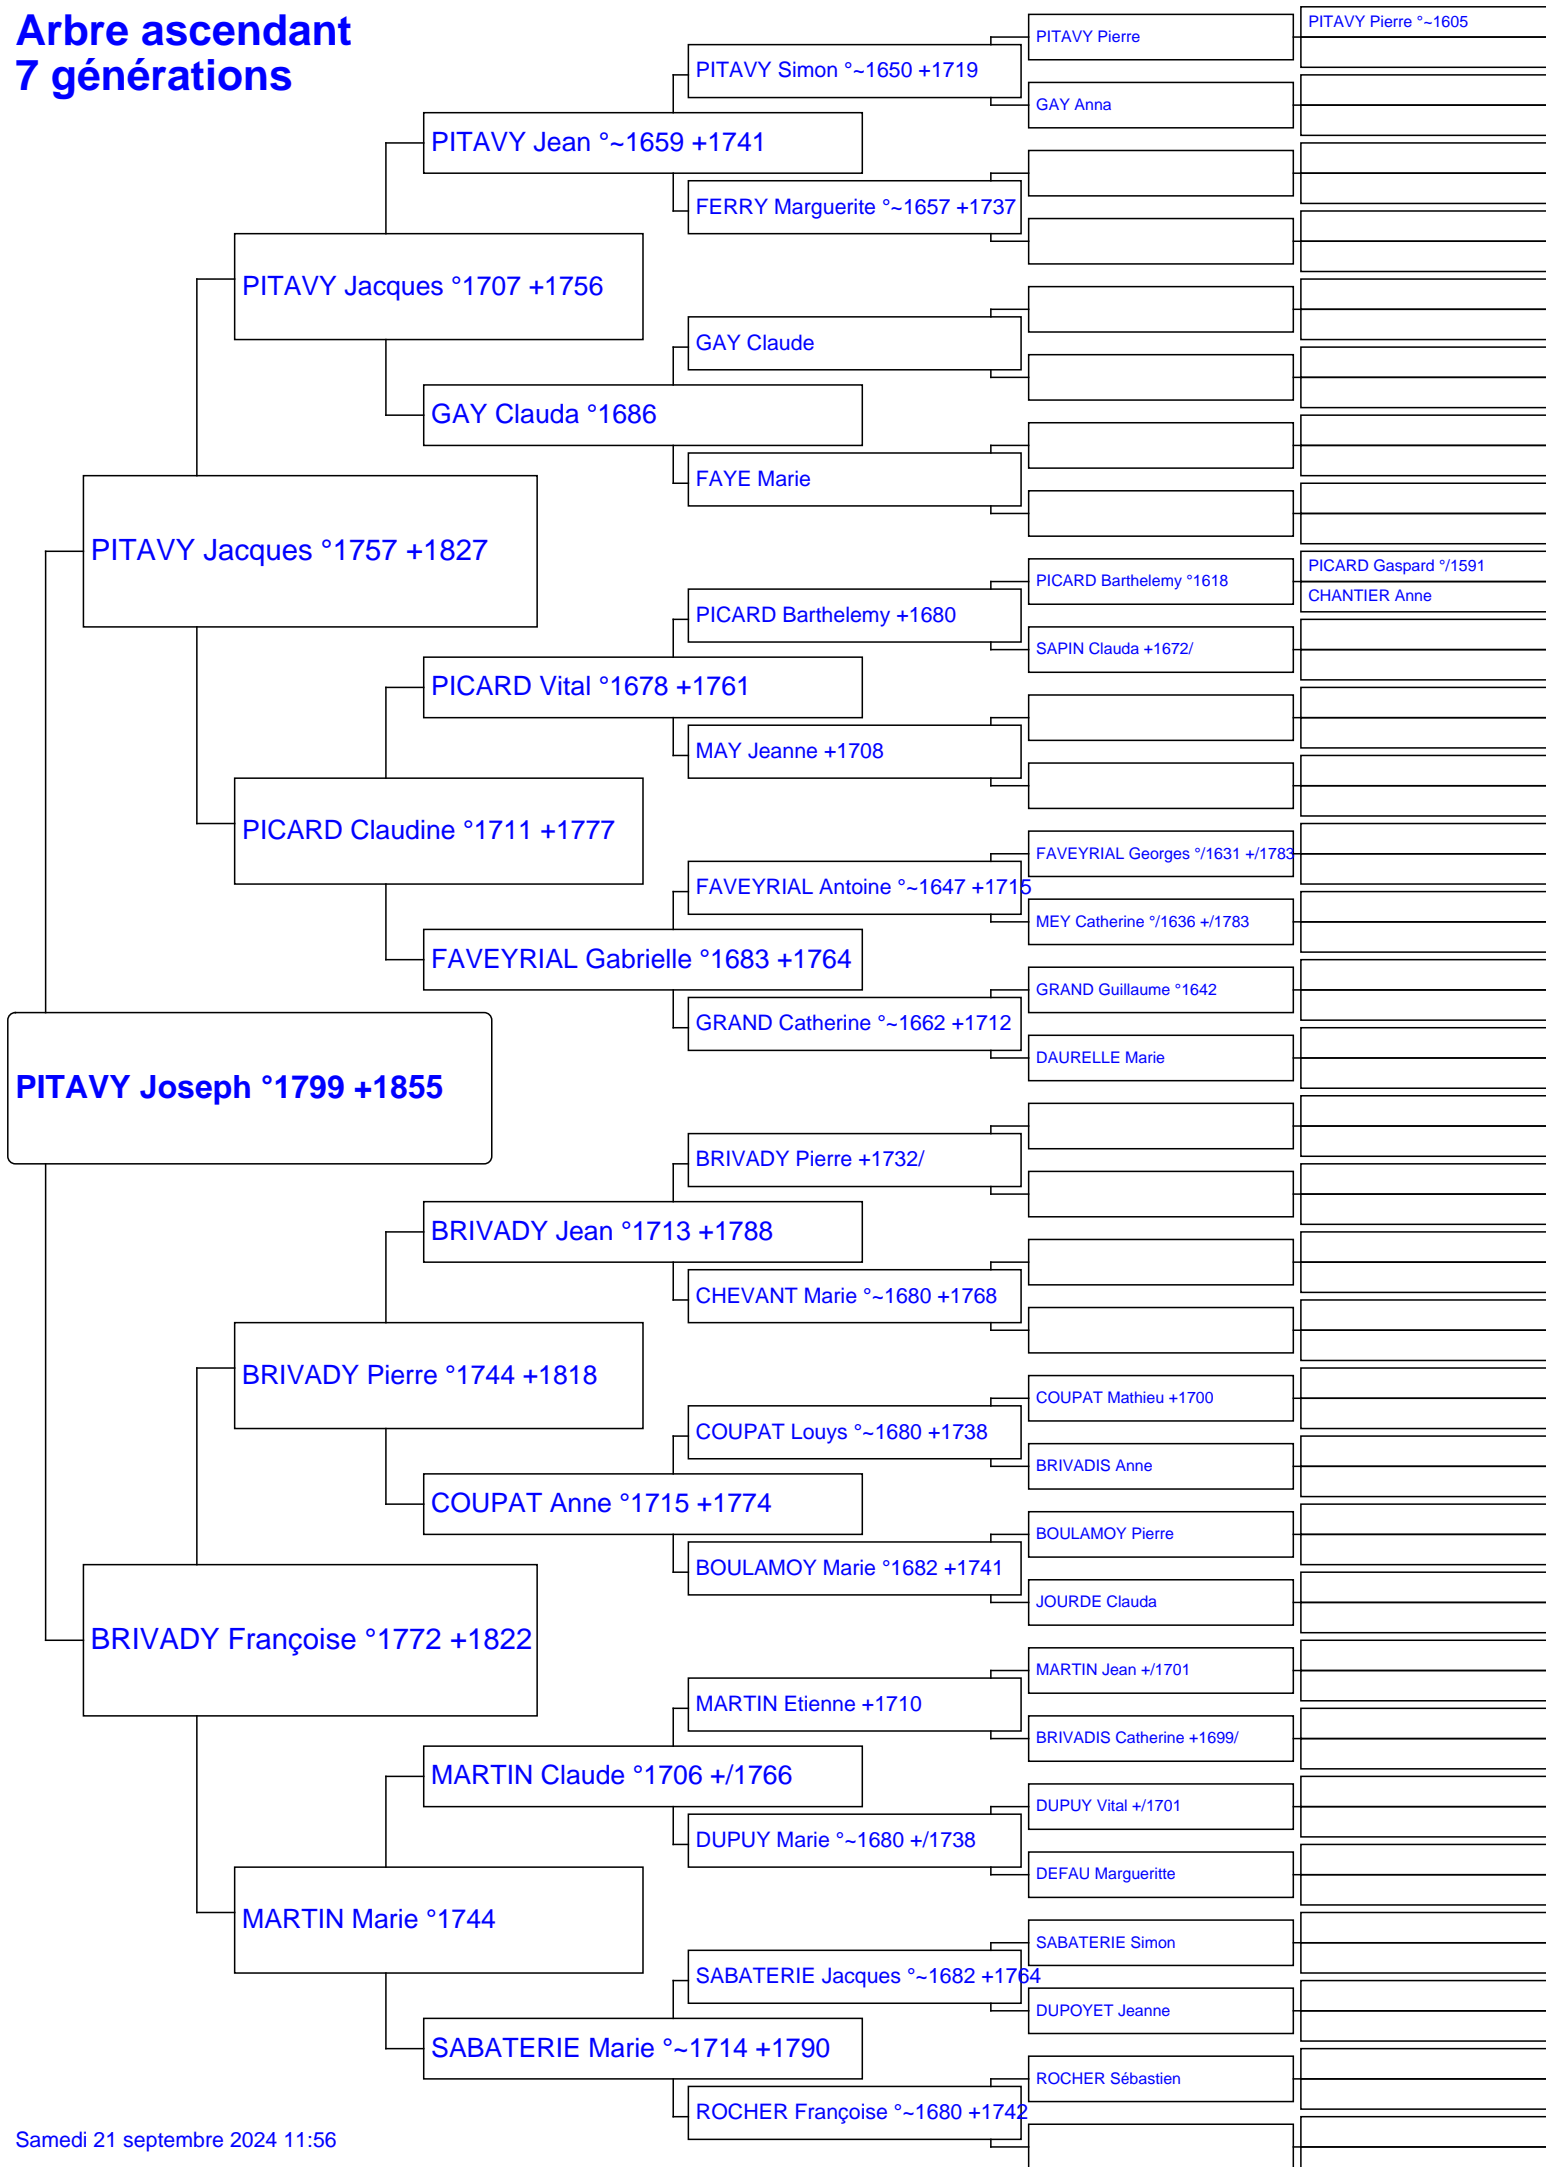 Arbre ascendant
7 générations
PITAVY Joseph °1799 +1855
PITAVY Jacques °1757 +1827
BRIVADY Françoise °1772 +1822
PITAVY Jacques °1707 +1756
PICARD Claudine °1711 +1777
BRIVADY Pierre °1744 +1818
MARTIN Marie °1744
PITAVY Jean °~1659 +1741
GAY Clauda °1686
PICARD Vital °1678 +1761
FAVEYRIAL Gabrielle °1683 +1764
BRIVADY Jean °1713 +1788
COUPAT Anne °1715 +1774
MARTIN Claude °1706 +/1766
SABATERIE Marie °~1714 +1790
PITAVY Simon °~1650 +1719
FERRY Marguerite °~1657 +1737
GAY Claude
FAYE Marie
PICARD Barthelemy +1680
MAY Jeanne +1708
FAVEYRIAL Antoine °~1647 +1715
GRAND Catherine °~1662 +1712
BRIVADY Pierre +1732/
CHEVANT Marie °~1680 +1768
COUPAT Louys °~1680 +1738
BOULAMOY Marie °1682 +1741
MARTIN Etienne +1710
DUPUY Marie °~1680 +/1738
SABATERIE Jacques °~1682 +1764
ROCHER Françoise °~1680 +1742
PITAVY Pierre
GAY Anna
PICARD Barthelemy °1618
SAPIN Clauda +1672/
FAVEYRIAL Georges °/1631 +/1783
MEY Catherine °/1636 +/1783
GRAND Guillaume °1642
DAURELLE Marie
COUPAT Mathieu +1700
BRIVADIS Anne
BOULAMOY Pierre
JOURDE Clauda
MARTIN Jean +/1701
BRIVADIS Catherine +1699/
DUPUY Vital +/1701
DEFAU Margueritte
SABATERIE Simon
DUPOYET Jeanne
ROCHER Sébastien
PITAVY Pierre °~1605
PICARD Gaspard °/1591
CHANTIER Anne
Samedi 21 septembre 2024 11:56